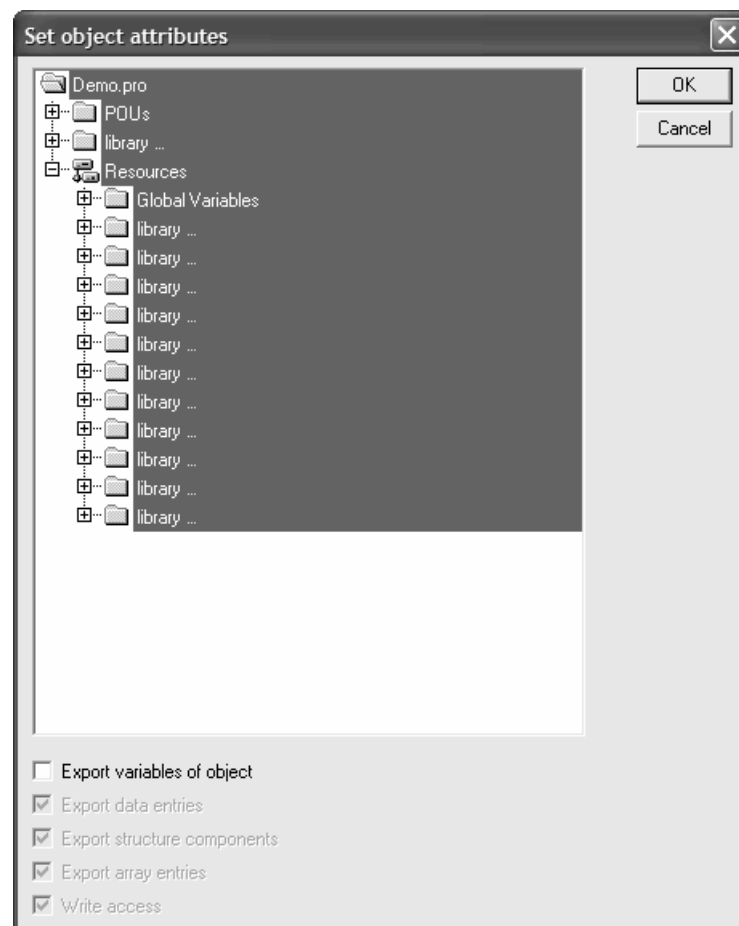 Set object attributes
Demo.pro
POUs
library ...
Resources
Global Variables
library ...
library ...
library ...
library ...
library ...
library ...
library ...
library ...
library ...
library ...
library ...
OK
Cancel
Export variables of object
Export data entries
Export structure components
Export array entries
Write access